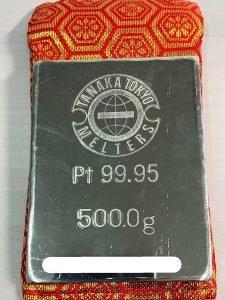 TANAKA TOKYO
MELTERS
Pt 99.95
500.0g